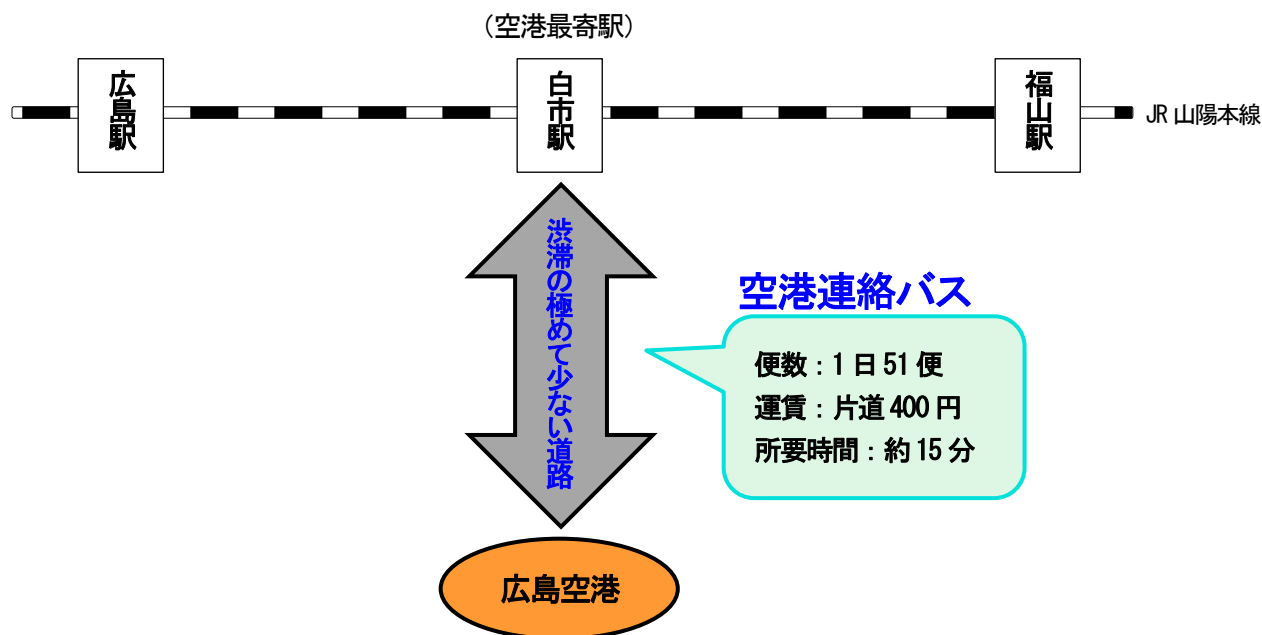 （空港最寄駅）
広島駅
白市駅
福山駅
JR 山陽本線
渋滞の極めて少ない道路
空港連絡バス
便数：1 日 51 便
運賃：片道 400 円
所要時間：約 15 分
広島空港